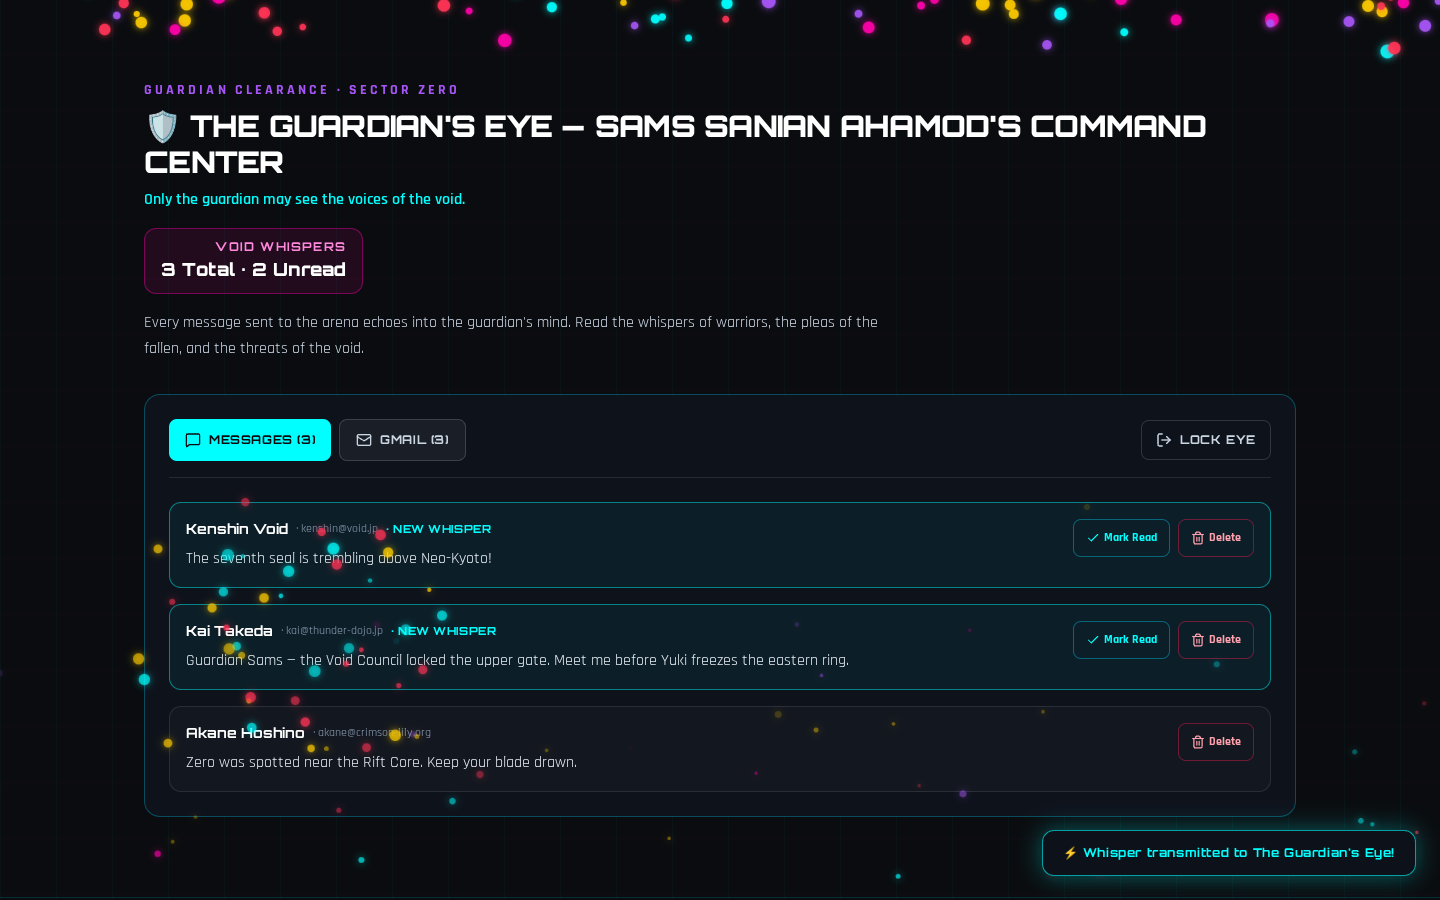 GUARDIAN CLEARANCE · SECTOR ZERO
🛡️ THE GUARDIAN'S EYE — SAMS SANIAN AHAMOD'S COMMAND
CENTER
Only the guardian may see the voices of the void.
VOID WHISPERS
3 Total · 2 Unread
Every message sent to the arena echoes into the guardian's mind. Read the whispers of warriors, the pleas of the
fallen, and the threats of the void.
MESSAGES (3)
GMAIL (3)
LOCK EYE
Kenshin Void · kenshin@void.jp · NEW WHISPER
Mark Read
Delete
The seventh seal is trembling above Neo-Kyoto!
Kai Takeda · kai@thunder-dojo.jp · NEW WHISPER
Mark Read
Delete
Guardian Sams — the Void Council locked the upper gate. Meet me before Yuki freezes the eastern ring.
Akane Hoshino
Delete
Zero was spotted near the Rift Core. Keep your blade drawn.
⚡ Whisper transmitted to The Guardian's Eye!